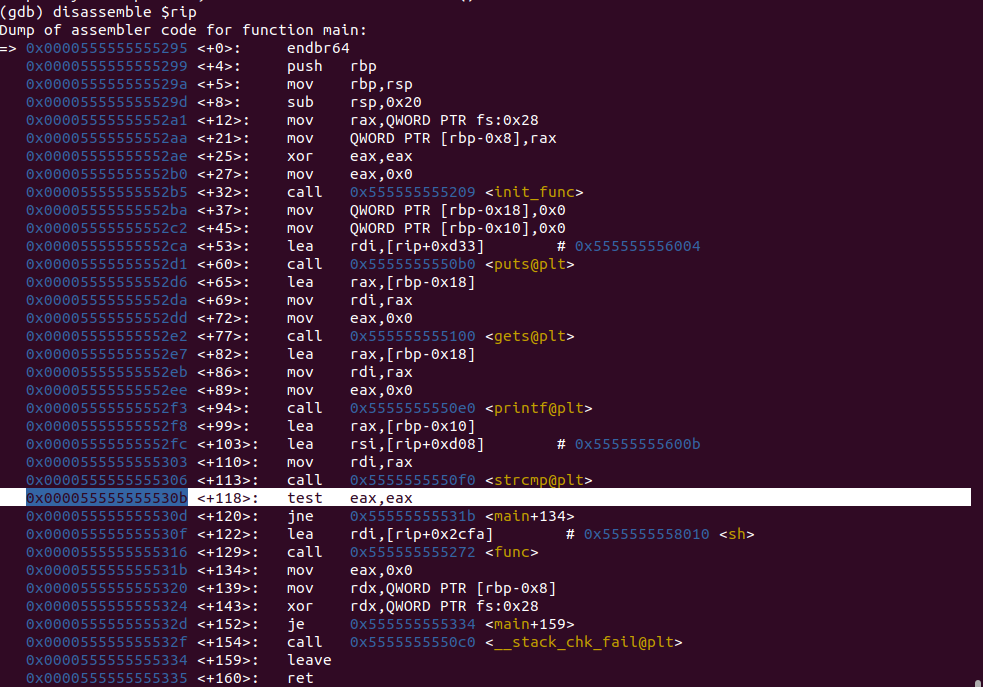 (gdb) disassemble $rip
Dump of assembler code for function main:
=> 0x0000555555555295 <+0>: endbr64
0x0000555555555299 <+4>: push rbp
0x000055555555529a <+5>: mov rbp,rsp
0x000055555555529d <+8>: sub rsp,0x20
0x00005555555552a1 <+12>: mov rax,QWORD PTR fs:0x28
0x00005555555552aa <+21>: mov QWORD PTR [rbp-0x8],rax
0x00005555555552ae <+25>: xor eax,eax
0x00005555555552b0 <+27>: mov eax,0x0
0x00005555555552b5 <+32>: call 0x555555555209 <init_func>
0x00005555555552ba <+37>: mov QWORD PTR [rbp-0x18],0x0
0x00005555555552c2 <+45>: mov QWORD PTR [rbp-0x10],0x0
0x00005555555552ca <+53>: lea rdi,[rip+0xd33] # 0x555555556004
0x00005555555552d1 <+60>: call 0x5555555550b0 <puts@plt>
0x00005555555552d6 <+65>: lea rax,[rbp-0x18]
0x00005555555552da <+69>: mov rdi,rax
0x00005555555552dd <+72>: mov eax,0x0
0x00005555555552e2 <+77>: call 0x555555555100 <gets@plt>
0x00005555555552e7 <+82>: lea rax,[rbp-0x18]
0x00005555555552eb <+86>: mov rdi,rax
0x00005555555552ee <+89>: mov eax,0x0
0x00005555555552f3 <+94>: call 0x5555555550e0 <printf@plt>
0x00005555555552f8 <+99>: lea rax,[rbp-0x10]
0x00005555555552fc <+103>: lea rsi,[rip+0xd08] # 0x55555555600b
0x0000555555555303 <+110>: mov rdi,rax
0x0000555555555306 <+113>: call 0x5555555550f0 <strcmp@plt>
0x000055555555530b <+118>: test eax,eax
0x000055555555530d <+120>: jne 0x55555555531b <main+134>
0x000055555555530f <+122>: lea rdi,[rip+0x2cfa] # 0x555555558010 <sh>
0x0000555555555316 <+129>: call 0x555555555272 <func>
0x000055555555531b <+134>: mov eax,0x0
0x0000555555555320 <+139>: mov rdx,QWORD PTR [rbp-0x8]
0x0000555555555324 <+143>: xor rdx,QWORD PTR fs:0x28
0x000055555555532d <+152>: je 0x555555555334 <main+159>
0x000055555555532f <+154>: call 0x5555555550c0 <__stack_chk_fail@plt>
0x0000555555555334 <+159>: leave
0x0000555555555335 <+160>: ret